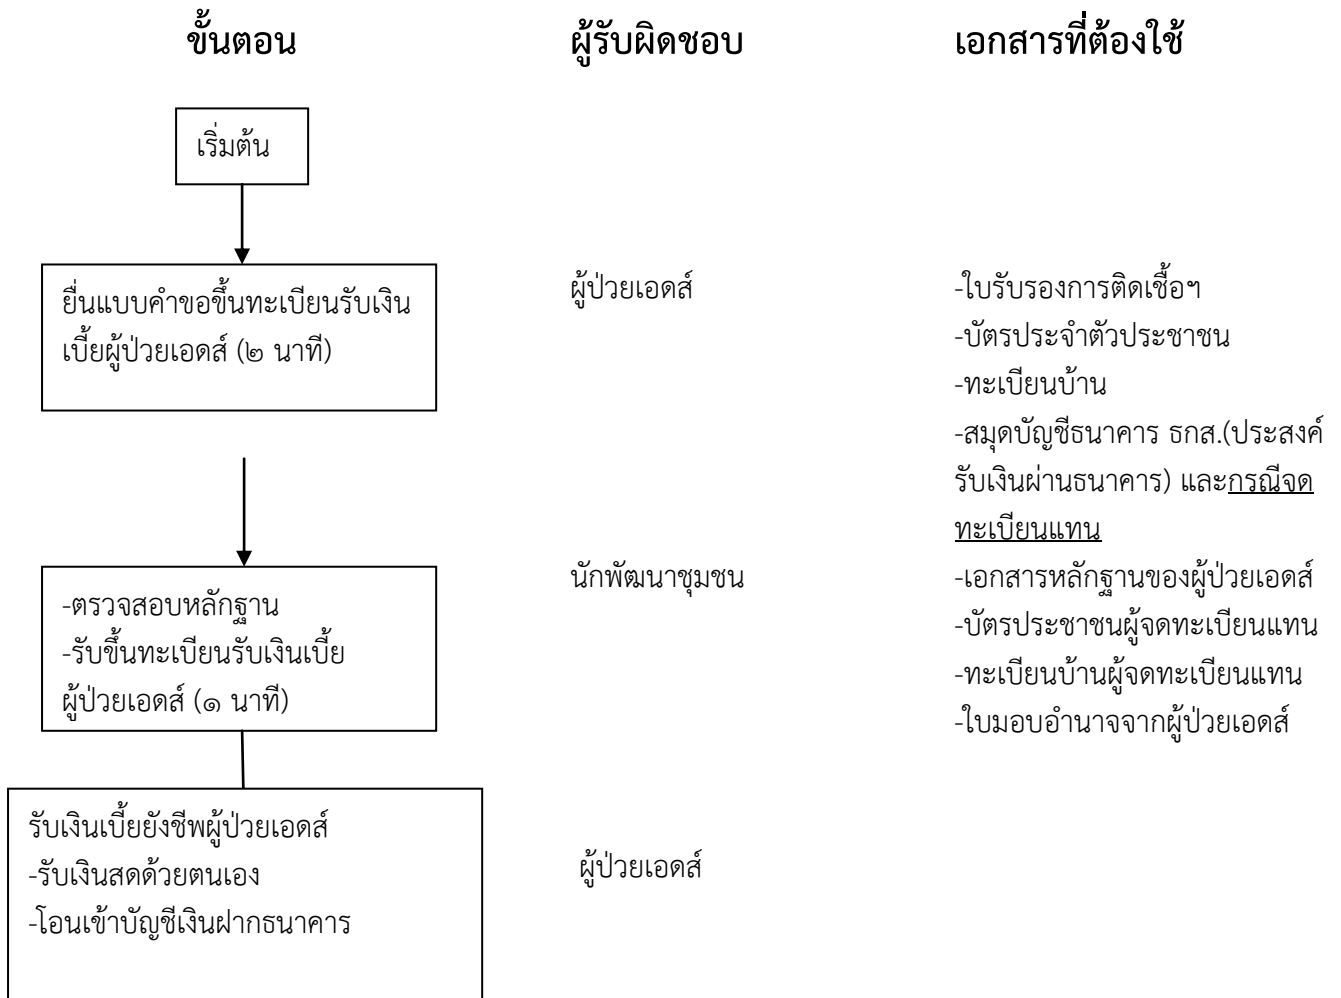 ขั้นตอน ผู้รับผิดชอบ เอกสารที่ต้องใช้
เริ่มต้น
ยื่นแบบคำขอขึ้นทะเบียนรับเงิน
เบี้ยผู้ป่วยเอดส์ (๒ นาที)
ผู้ป่วยเอดส์
-ใบรับรองการติดเชื้อฯ
-บัตรประจำตัวประชาชน
-ทะเบียนบ้าน
-สมุดบัญชีธนาคาร ธกส.(ประสงค์
รับเงินผ่านธนาคาร) และกรณีจด
ทะเบียนแทน
-เอกสารหลักฐานของผู้ป่วยเอดส์
-บัตรประชาชนผู้จดทะเบียนแทน
-ทะเบียนบ้านผู้จดทะเบียนแทน
-ใบมอบอำนาจจากผู้ป่วยเอดส์
-ตรวจสอบหลักฐาน
-รับขึ้นทะเบียนรับเงินเบี้ย
ผู้ป่วยเอดส์ (๑ นาที)
นักพัฒนาชุมชน
รับเงินเบี้ยยังชีพผู้ป่วยเอดส์
-รับเงินสดด้วยตนเอง
-โอนเข้าบัญชีเงินฝากธนาคาร
ผู้ป่วยเอดส์